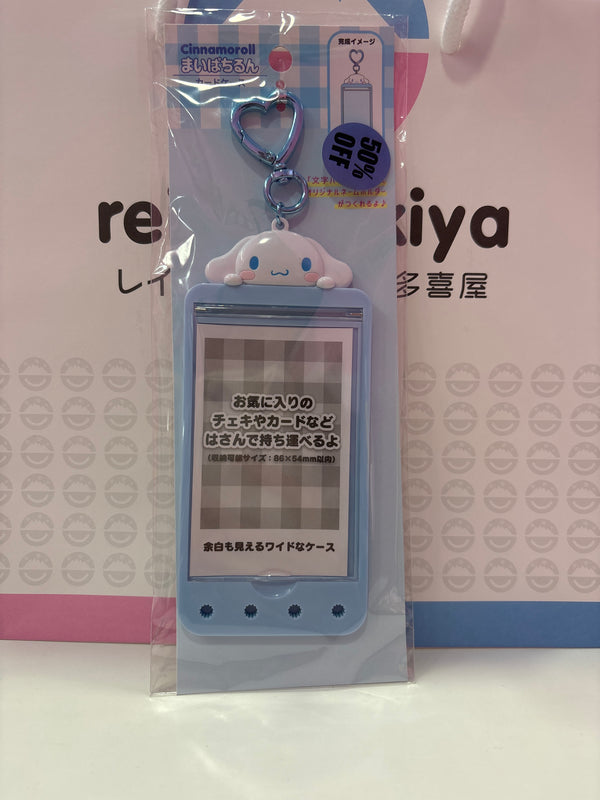 Cinnamoroll
まいぱちるん
カードケース
完成イメージ
50%
OFF
「文字パ
オリジナルネームホルダー
がつくれるよ♪
re
kiya
レイ
多喜屋
お気に入りの
チェキやカードなど
はさんで持ち運べるよ
(収納可能サイズ:86×54mm以内)
余白も見えるワイドなケース